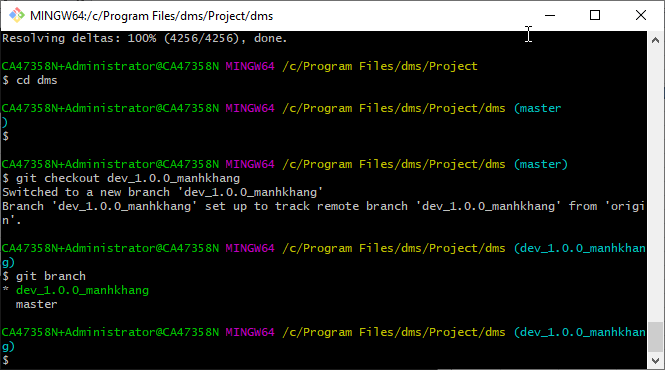 MINGW64:/c/Program Files/dms/Project/dms
Resolving deltas: 100% (4256/4256), done.
CA47358N+Administrator@CA47358N MINGW64 /c/Program Files/dms/Project
$ cd dms
CA47358N+Administrator@CA47358N MINGW64 /c/Program Files/dms/Project/dms (master
)
$
CA47358N+Administrator@CA47358N MINGW64 /c/Program Files/dms/Project/dms (master)
$ git checkout dev_1.0.0_manhkhang
Switched to a new branch 'dev_1.0.0_manhkhang'
Branch 'dev_1.0.0_manhkhang' set up to track remote branch 'dev_1.0.0_manhkhang' from 'origi
n'.
CA47358N+Administrator@CA47358N MINGW64 /c/Program Files/dms/Project/dms (dev_1.0.0_manhkhan
g)
$ git branch
* dev_1.0.0_manhkhang
  master
CA47358N+Administrator@CA47358N MINGW64 /c/Program Files/dms/Project/dms (dev_1.0.0_manhkhan
g)
$